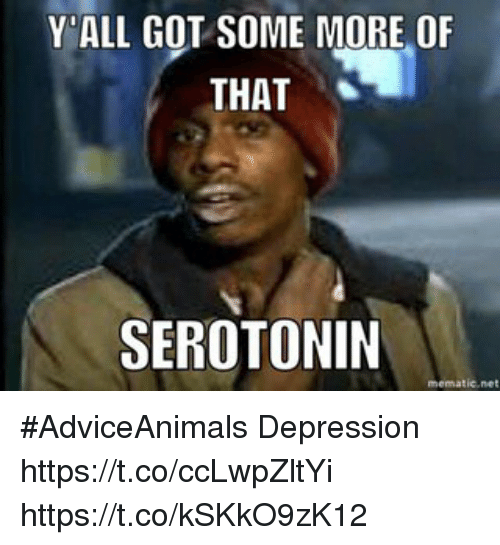 Y'ALL GOT SOME MORE OF
THAT
SEROTONIN
mematic.net
#AdviceAnimals Depression
https://t.co/ccLwpZltYi
https://t.co/kSKkO9zK12